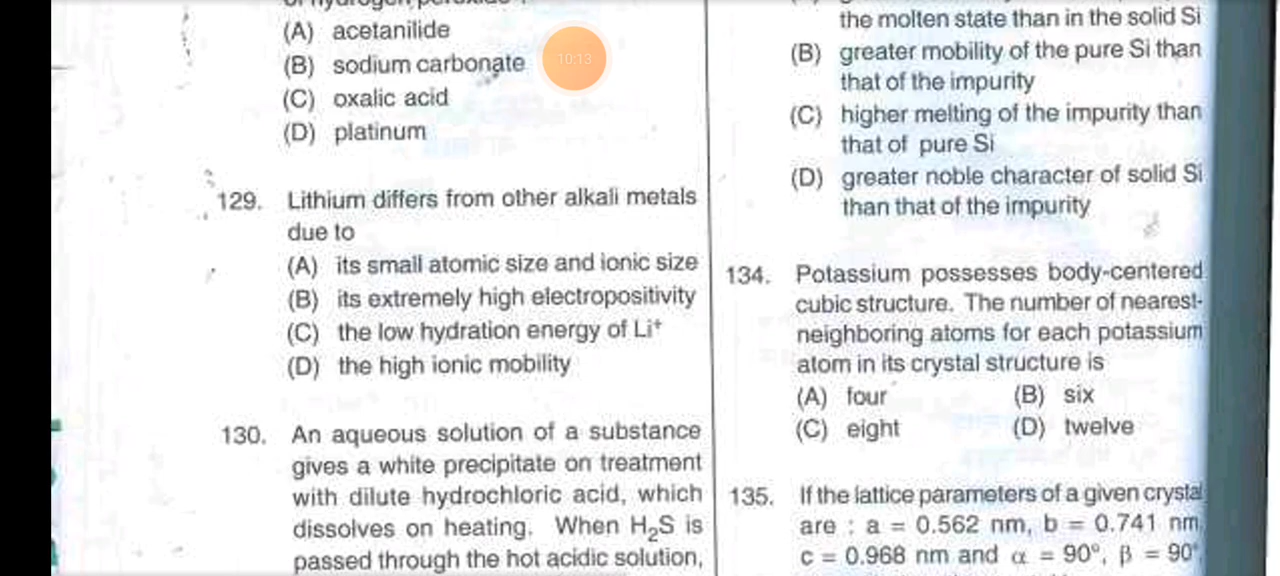 of hydrogen peroxide ?
(A) acetanilide
(B) sodium carbonate
(C) oxalic acid
(D) platinum
129. Lithium differs from other alkali metals
due to
(A) its small atomic size and ionic size
(B) its extremely high electropositivity
(C) the low hydration energy of Li⁺
(D) the high ionic mobility
130. An aqueous solution of a substance
gives a white precipitate on treatment
with dilute hydrochloric acid, which
dissolves on heating. When H₂S is
passed through the hot acidic solution,
the molten state than in the solid Si
(B) greater mobility of the pure Si than
that of the impurity
(C) higher melting of the impurity than
that of pure Si
(D) greater noble character of solid Si
than that of the impurity
134. Potassium possesses body-centered
cubic structure. The number of nearest-
neighboring atoms for each potassium
atom in its crystal structure is
(A) four (B) six
(C) eight (D) twelve
135. If the lattice parameters of a given crystal
are : a = 0.562 nm, b = 0.741 nm,
c = 0.968 nm and α = 90°, β = 90°
10:13